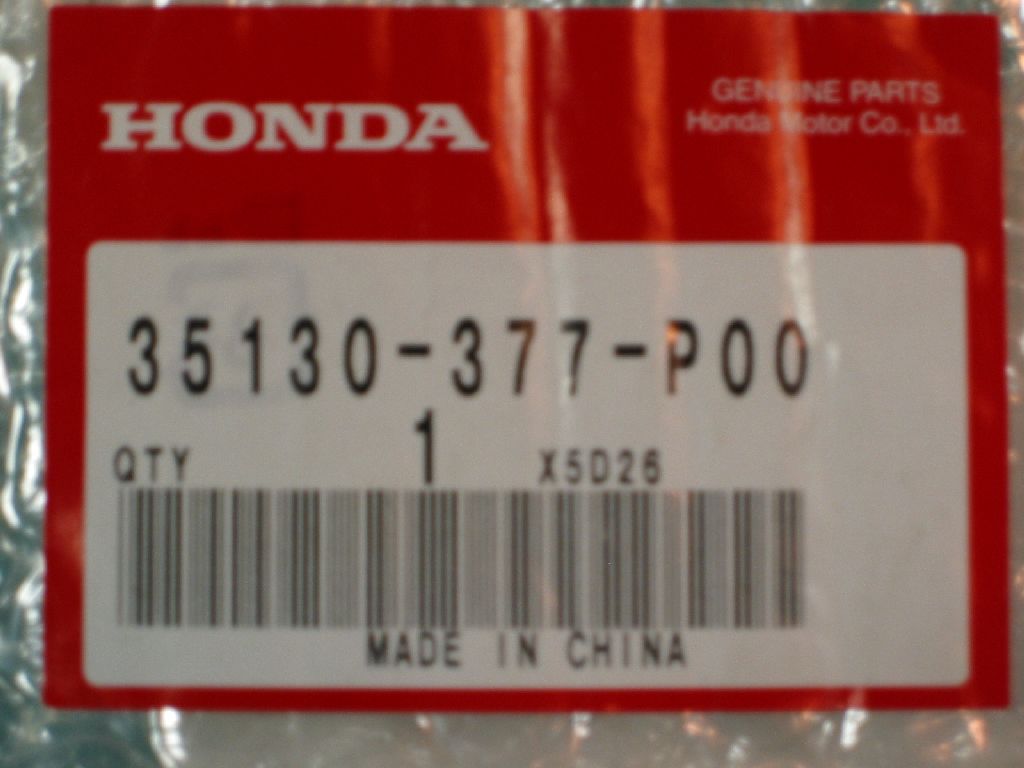 HONDA
GENUINE PARTS
Honda Motor Co., Ltd.
35130-377-P00
QTY 1 X5D26
MADE IN CHINA